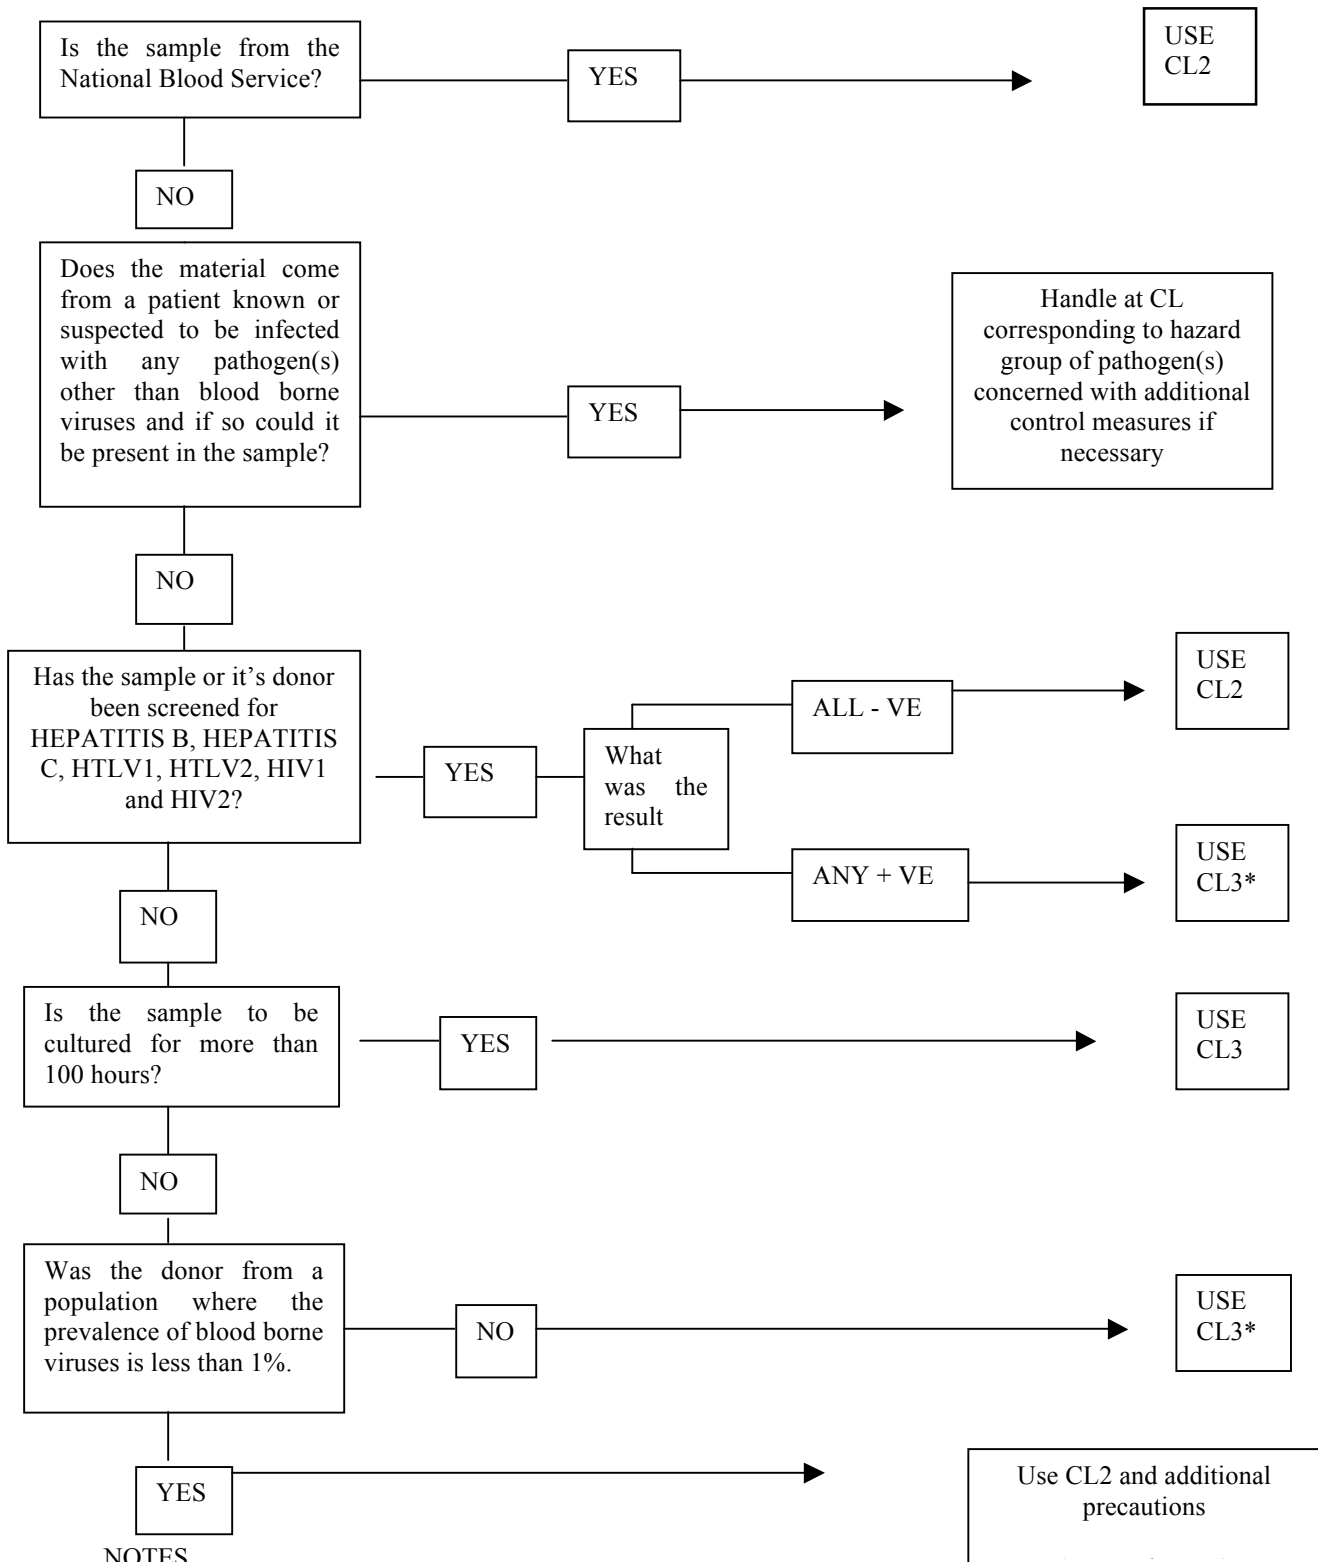 Is the sample from the
National Blood Service?
YES
USE
CL2
NO
Does the material come
from a patient known or
suspected to be infected
with any pathogen(s)
other than blood borne
viruses and if so could it
be present in the sample?
YES
Handle at CL
corresponding to hazard
group of pathogen(s)
concerned with additional
control measures if
necessary
NO
Has the sample or it's donor
been screened for
HEPATITIS B, HEPATITIS
C, HTLV1, HTLV2, HIV1
and HIV2?
YES
What
was the
result
ALL - VE
USE
CL2
ANY + VE
USE
CL3*
NO
Is the sample to be
cultured for more than
100 hours?
YES
USE
CL3
NO
Was the donor from a
population where the
prevalence of blood borne
viruses is less than 1%.
NO
USE
CL3*
YES
Use CL2 and additional
precautions
NOTES